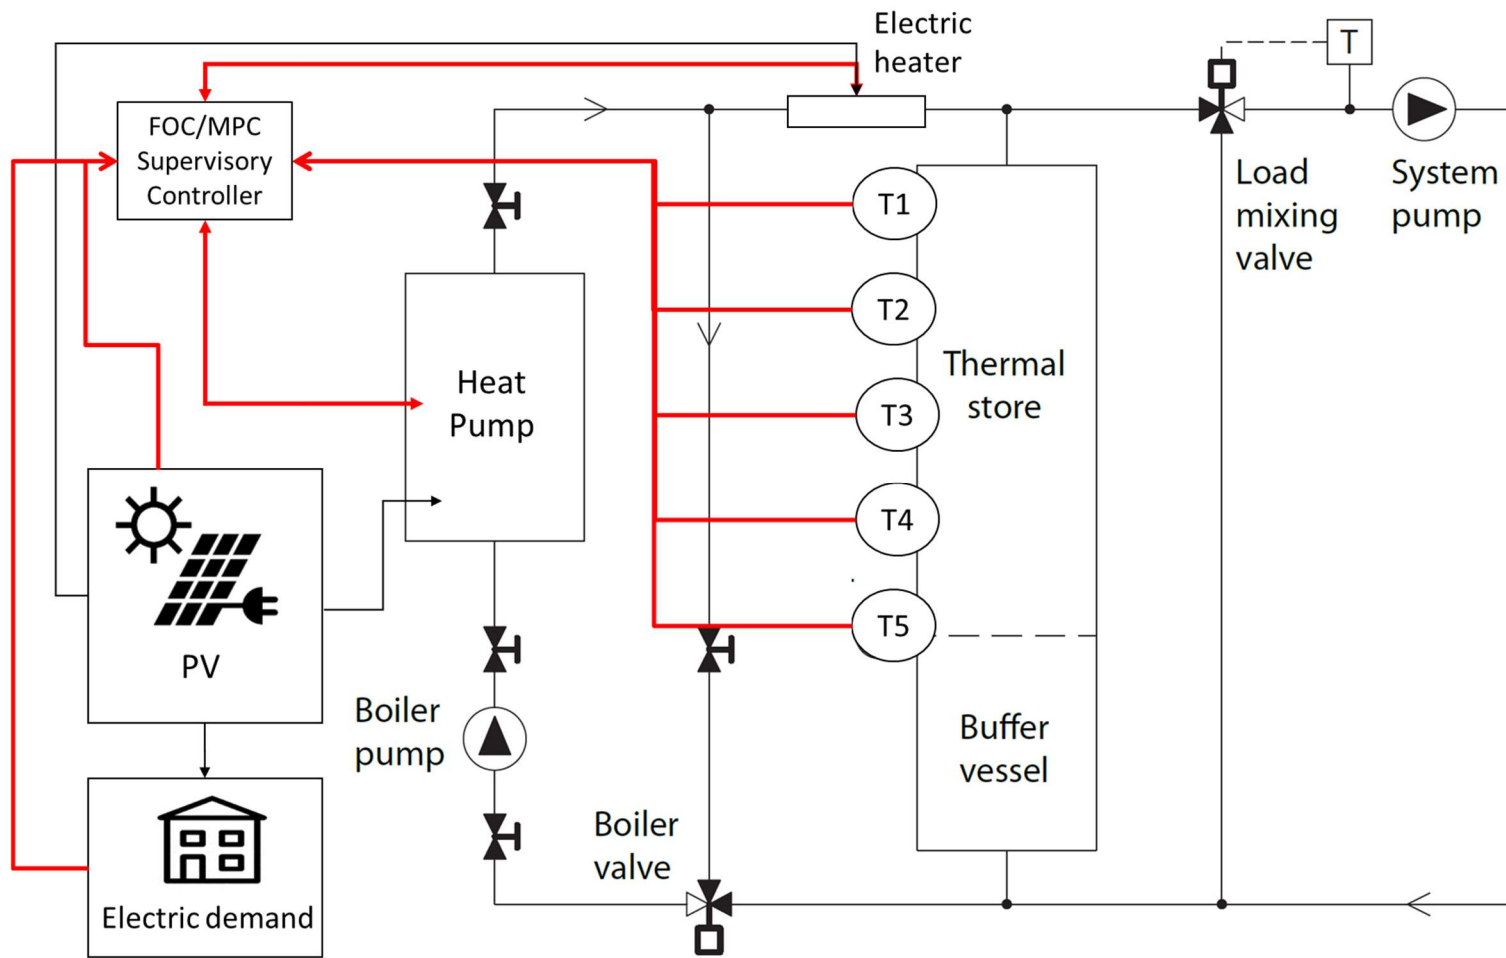 Electric
heater
T
FOC/MPC
Supervisory
Controller
Load
mixing
valve
System
pump
T1
T2
Thermal
store
Heat
Pump
T3
T4
T5
PV
Boiler
pump
Buffer
vessel
Boiler
valve
Electric demand